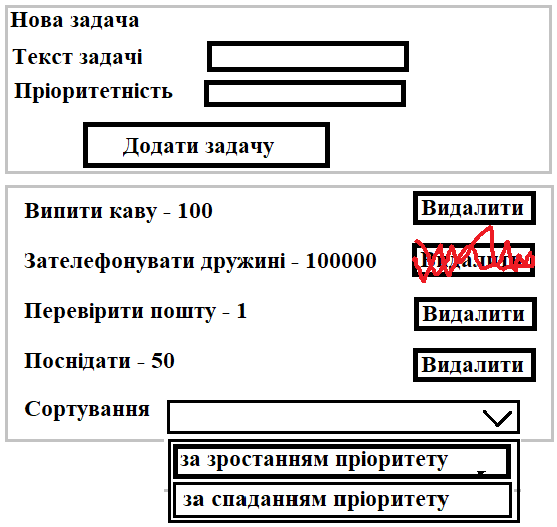 Нова задача
Текст задачі
Пріоритетність
Додати задачу
Випити каву - 100 Видалити
Зателефонувати дружині - 100000 Видалити
Перевірити пошту - 1 Видалити
Поснідати - 50 Видалити
Сортування
за зростанням пріоритету
за спаданням пріоритету